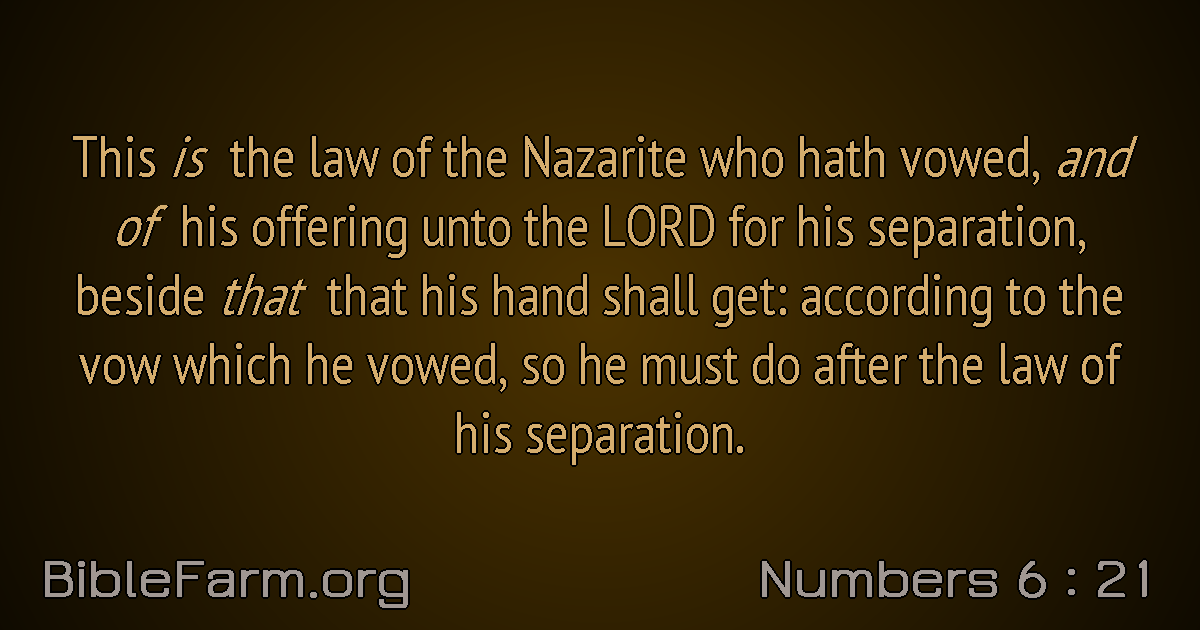 This is the law of the Nazarite who hath vowed, and
of his offering unto the LORD for his separation,
beside that that his hand shall get: according to the
vow which he vowed, so he must do after the law of
his separation.
BibleFarm.org
Numbers 6 : 21